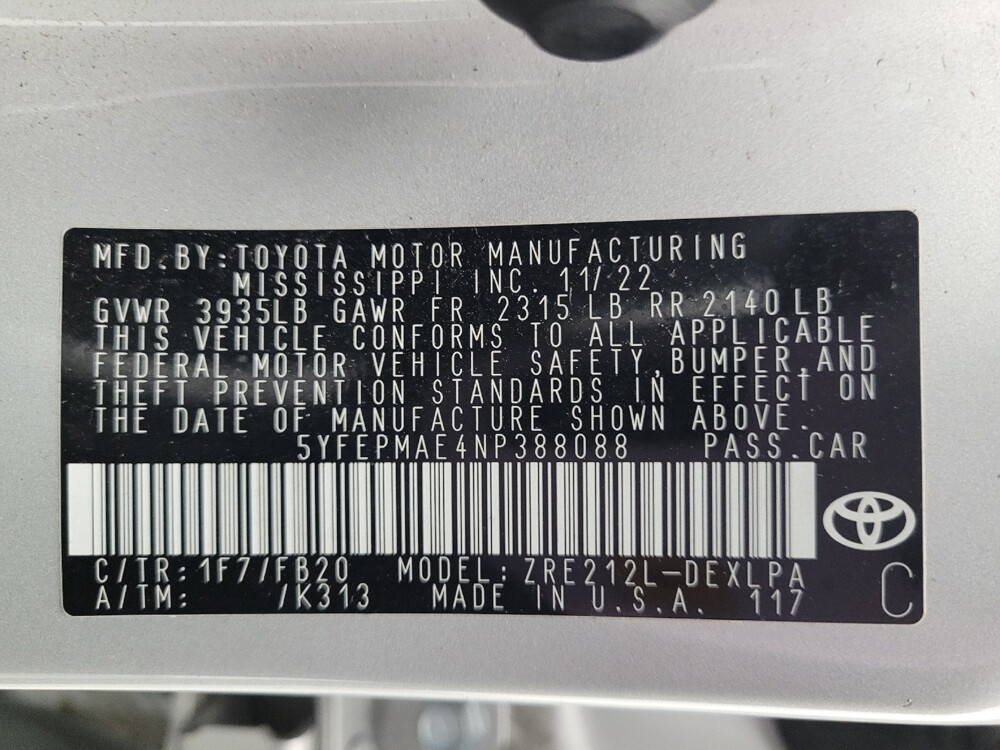 MFD.BY:TOYOTA MOTOR MANUFACTURING
MISSISSIPPI INC. 11/22
GVWR 3935LB GAWR FR 2315 LB RR 2140 LB
THIS VEHICLE CONFORMS TO ALL APPLICABLE
FEDERAL MOTOR VEHICLE SAFETY,BUMPER,AND
THEFT PREVENTION STANDARDS IN EFFECT ON
THE DATE OF MANUFACTURE SHOWN ABOVE.
5YFEPMAE4NP388088 PASS.CAR
C/TR:1F7/FB20 MODEL:ZRE212L-DEXLPA
A/TM: /K313 MADE IN U.S.A. 117 C